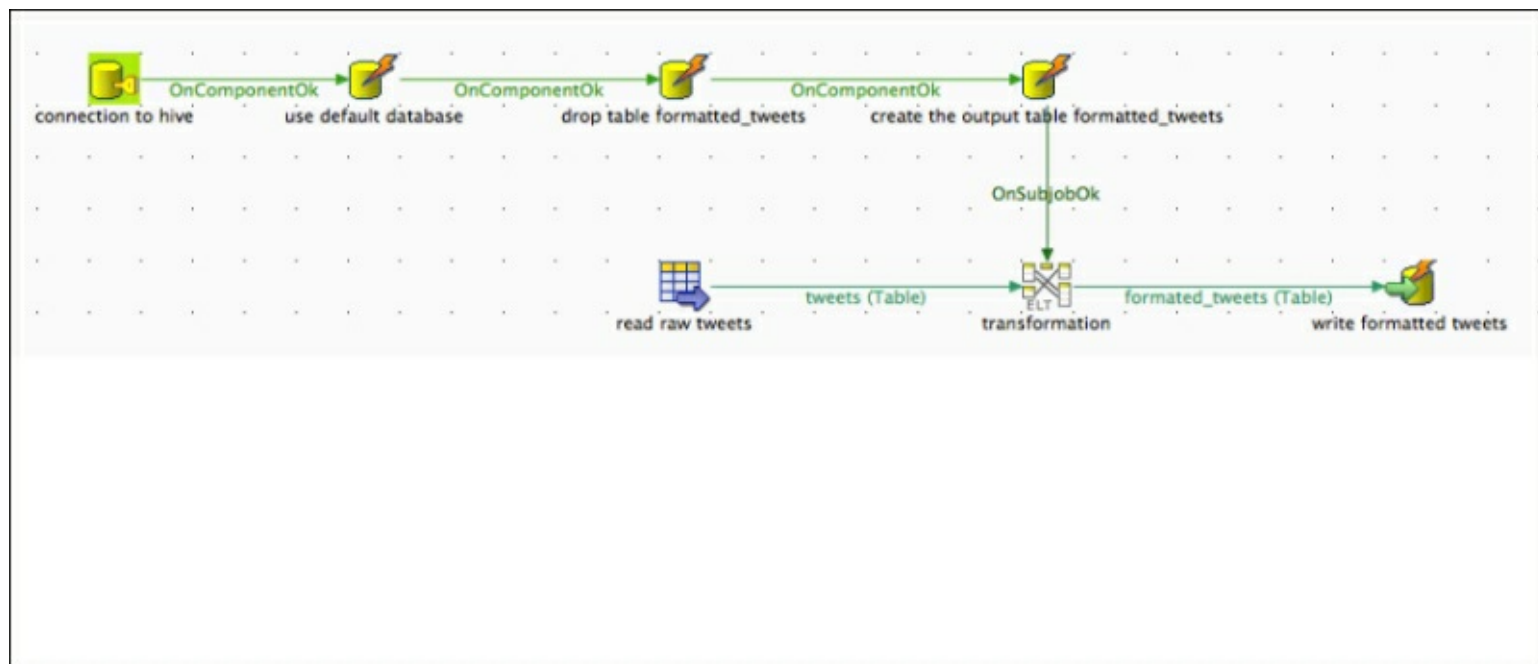 OnComponentOk OnComponentOk OnComponentOk
connection to hive use default database drop table formatted_tweets create the output table formatted_tweets
OnSubjobOk
tweets (Table) formated_tweets (Table)
ELT
read raw tweets transformation write formatted tweets